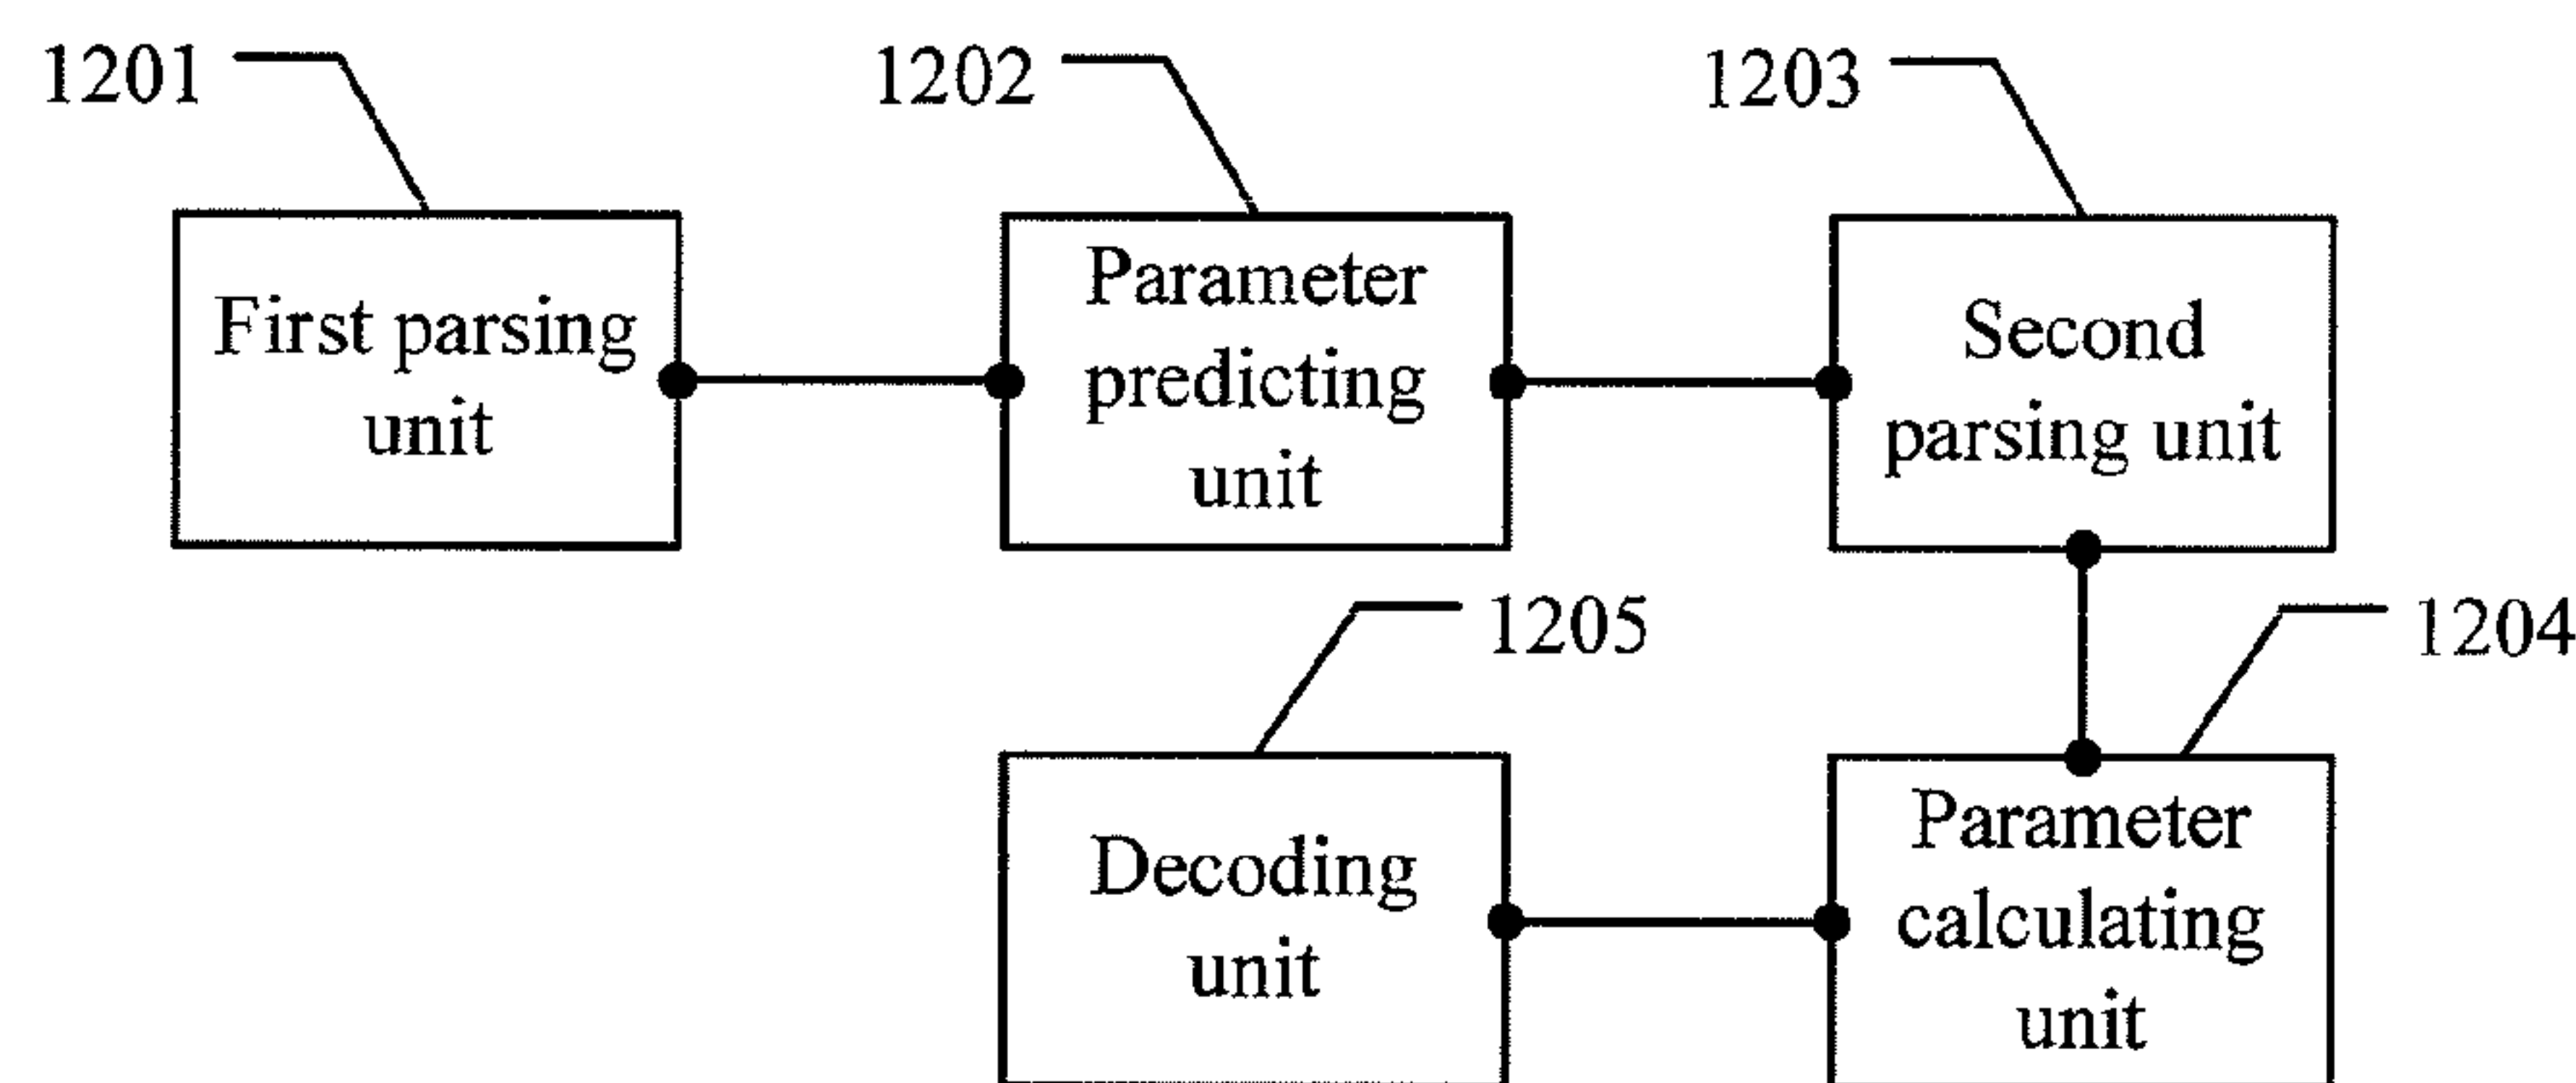 1201
1202
1203
First parsing
unit
Parameter
predicting
unit
Second
parsing unit
1205
1204
Decoding
unit
Parameter
calculating
unit